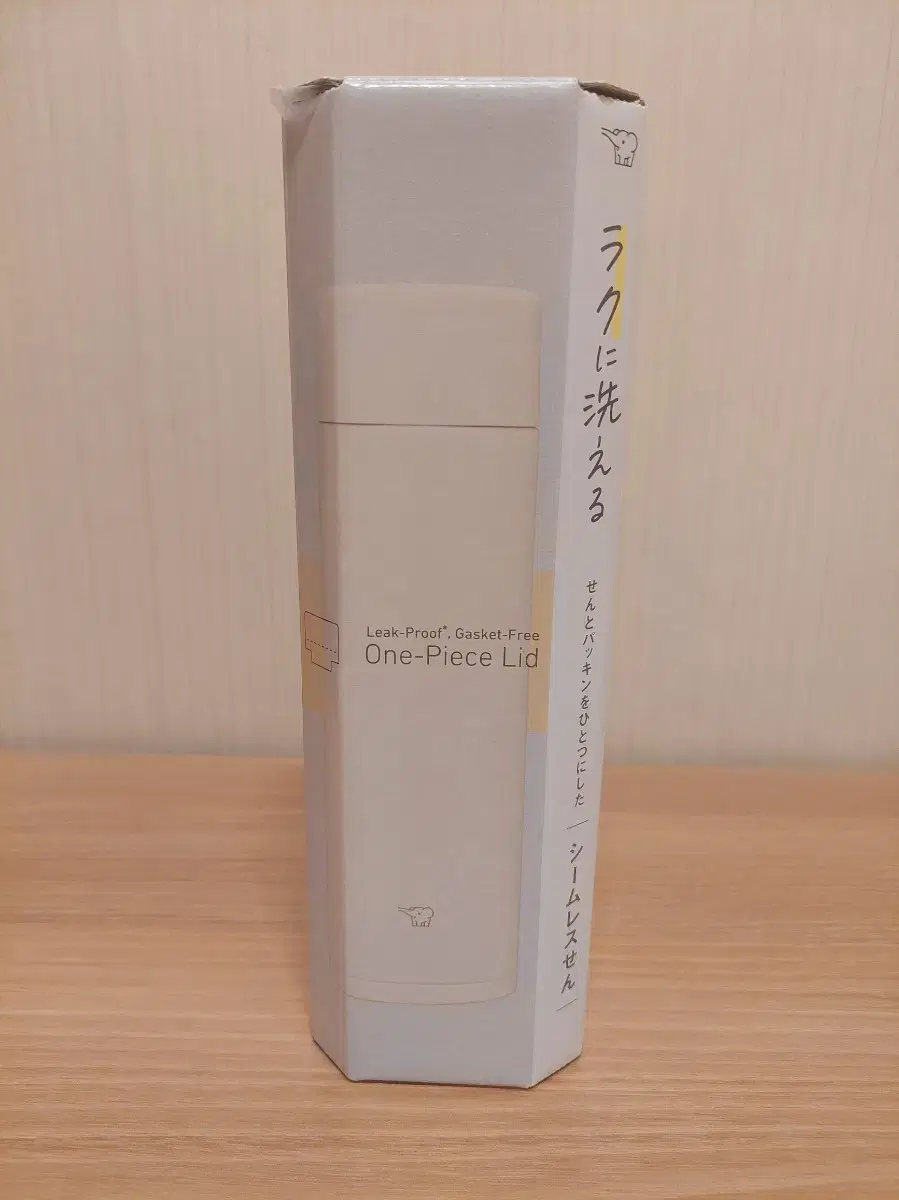 Leak-Proof*, Gasket-Free
One-Piece Lid
ラクに洗える
せんとパッキンをひとつにした
シームレスせん